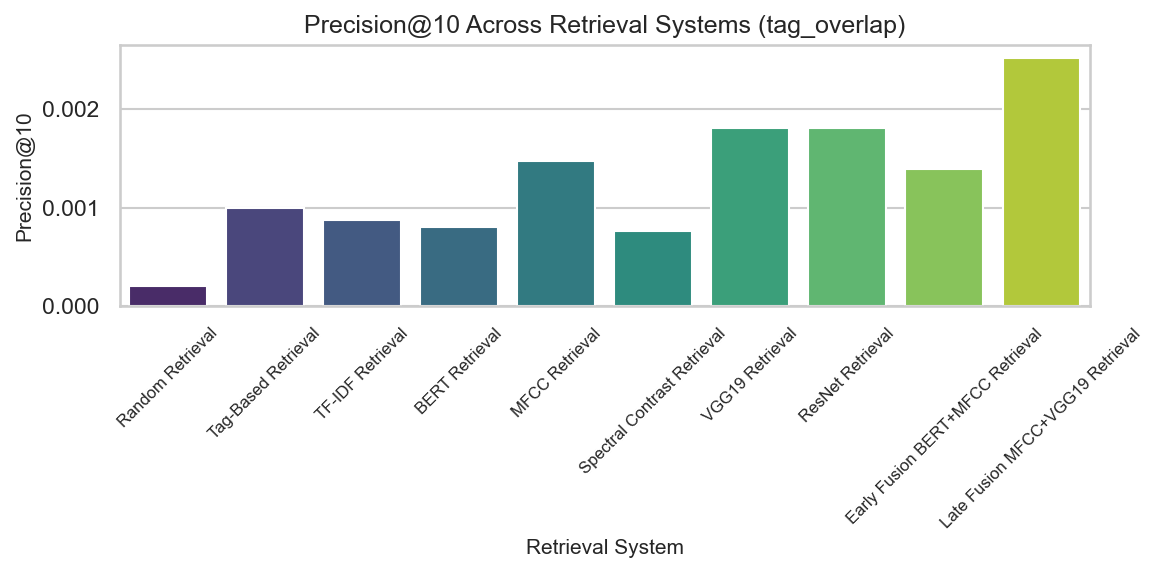 Precision@10 Across Retrieval Systems (tag_overlap)
Precision@10
0.002
0.001
0.000
Random Retrieval
Tag-Based Retrieval
TF-IDF Retrieval
BERT Retrieval
MFCC Retrieval
Spectral Contrast Retrieval
VGG19 Retrieval
ResNet Retrieval
Early Fusion BERT+MFCC Retrieval
Late Fusion MFCC+VGG19 Retrieval
Retrieval System